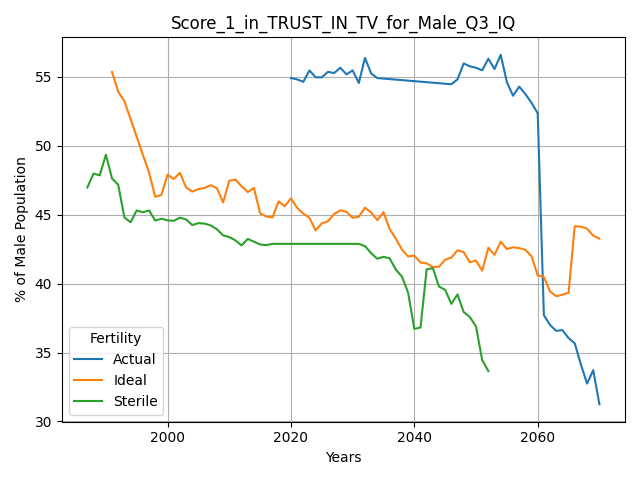 Score_1_in_TRUST_IN_TV_for_Male_Q3_IQ
% of Male Population
55
50
45
40
35
30
Fertility
Actual
Ideal
Sterile
2000 2020 2040 2060
Years